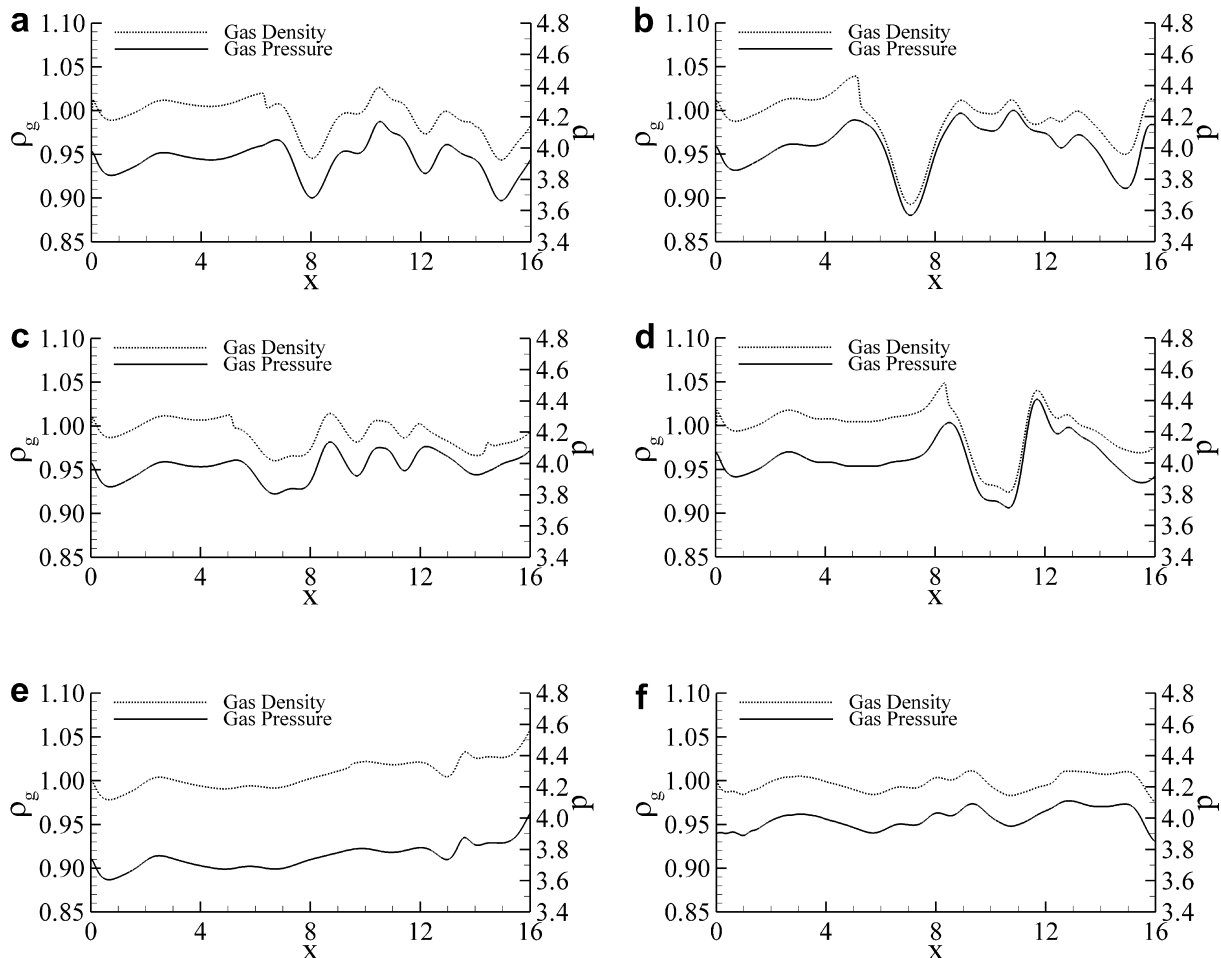 a
1.10
1.05
1.00
0.95
0.90
0.85
ρg
Gas Density
Gas Pressure
4.8
4.6
4.4
4.2
4.0
3.8
3.6
3.4
p
0 4 8 12 16
x
b
1.10
1.05
1.00
0.95
0.90
0.85
ρg
Gas Density
Gas Pressure
4.8
4.6
4.4
4.2
4.0
3.8
3.6
3.4
p
0 4 8 12 16
x
c
1.10
1.05
1.00
0.95
0.90
0.85
ρg
Gas Density
Gas Pressure
4.8
4.6
4.4
4.2
4.0
3.8
3.6
3.4
p
0 4 8 12 16
x
d
1.10
1.05
1.00
0.95
0.90
0.85
ρg
Gas Density
Gas Pressure
4.8
4.6
4.4
4.2
4.0
3.8
3.6
3.4
p
0 4 8 12 16
x
e
1.10
1.05
1.00
0.95
0.90
0.85
ρg
Gas Density
Gas Pressure
4.8
4.6
4.4
4.2
4.0
3.8
3.6
3.4
p
0 4 8 12 16
x
f
1.10
1.05
1.00
0.95
0.90
0.85
ρg
Gas Density
Gas Pressure
4.8
4.6
4.4
4.2
4.0
3.8
3.6
3.4
p
0 4 8 12 16
x